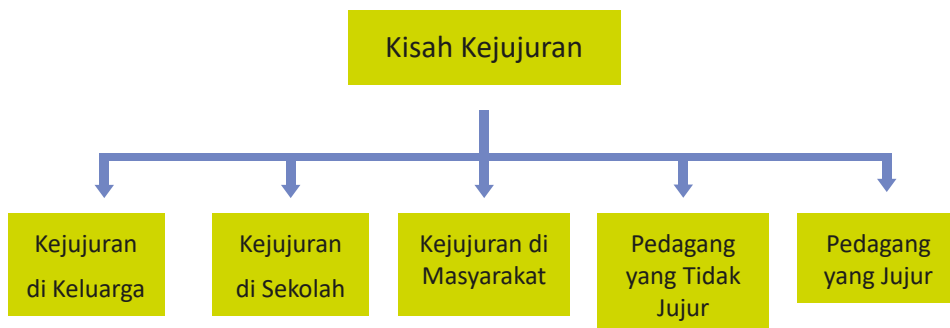 Kisah Kejujuran
Kejujuran
di Keluarga
Kejujuran
di Sekolah
Kejujuran di
Masyarakat
Pedagang
yang Tidak
Jujur
Pedagang
yang Jujur